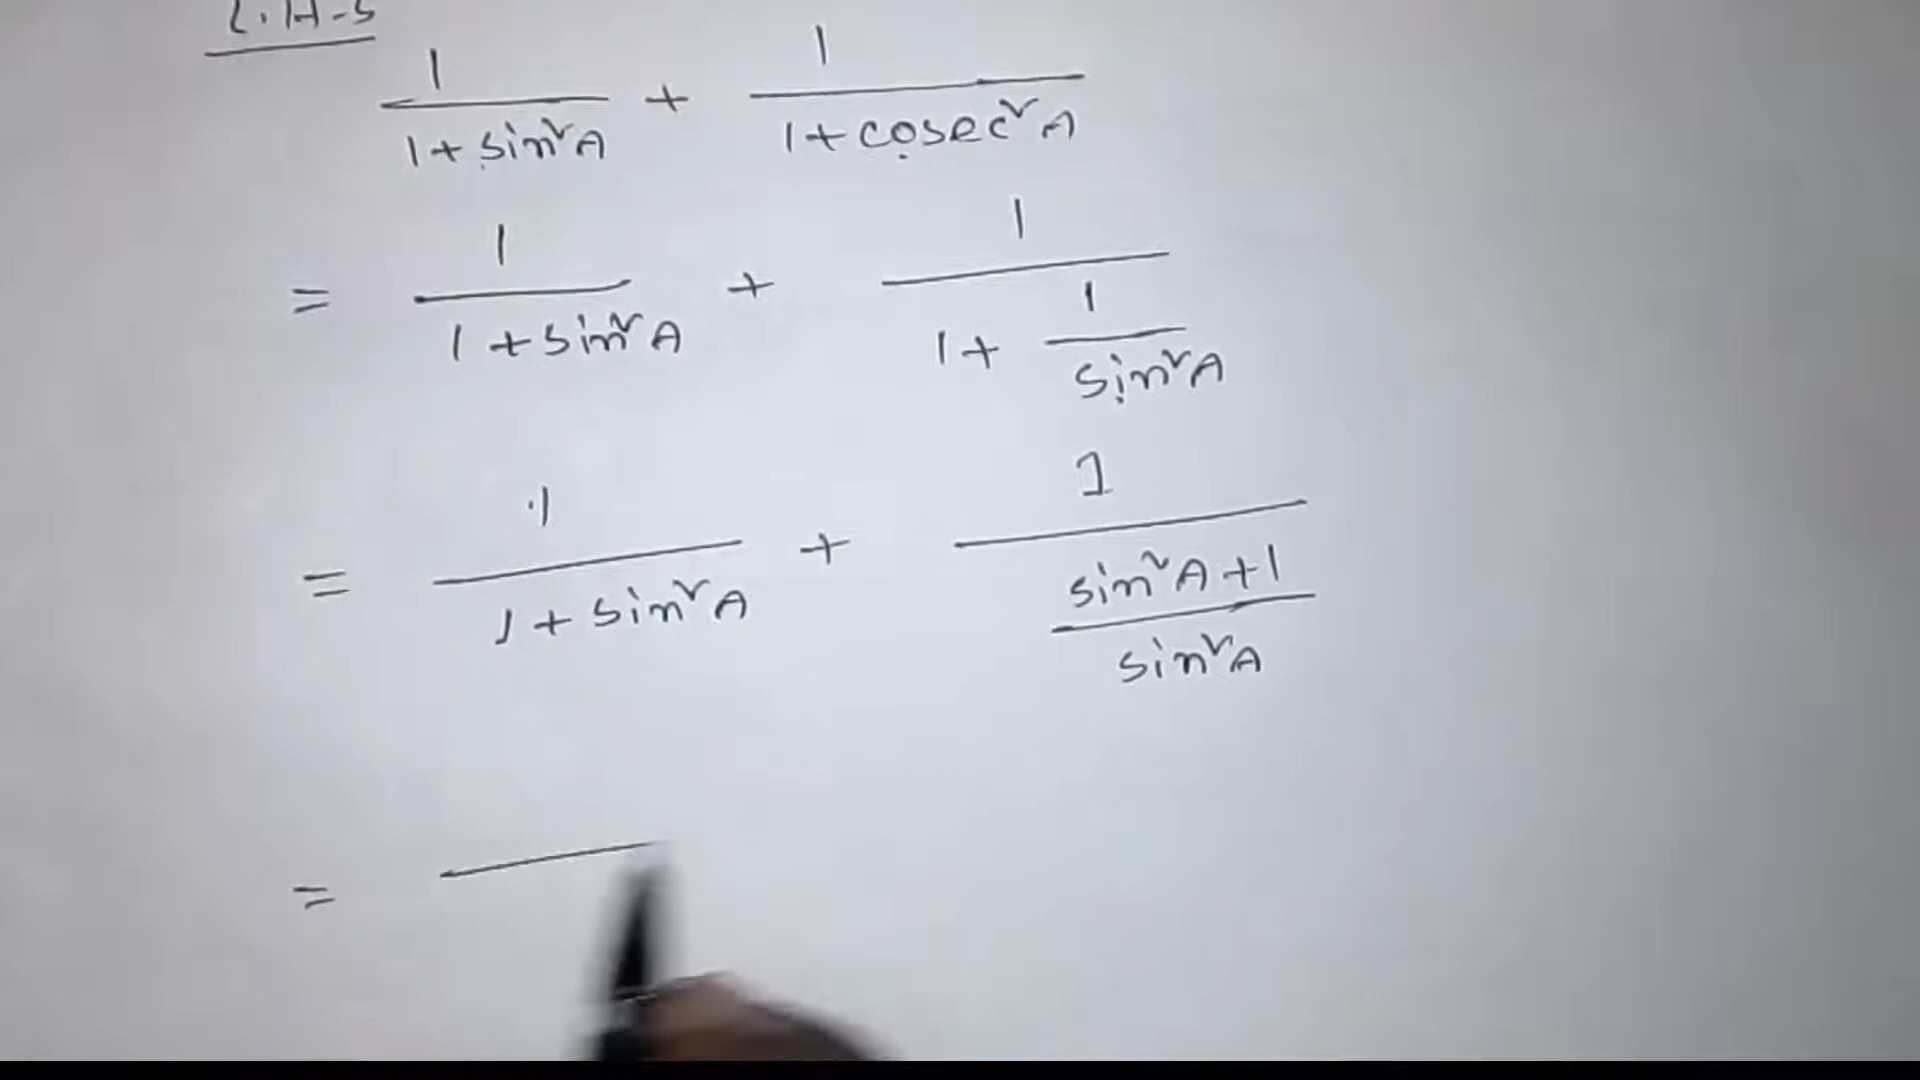 L.H.S
1/(1+sin²A) + 1/(1+cosec²A)
= 1/(1+sin²A) + 1/(1+1/sin²A)
= 1/(1+sin²A) + 1/((sin²A+1)/sin²A)
=